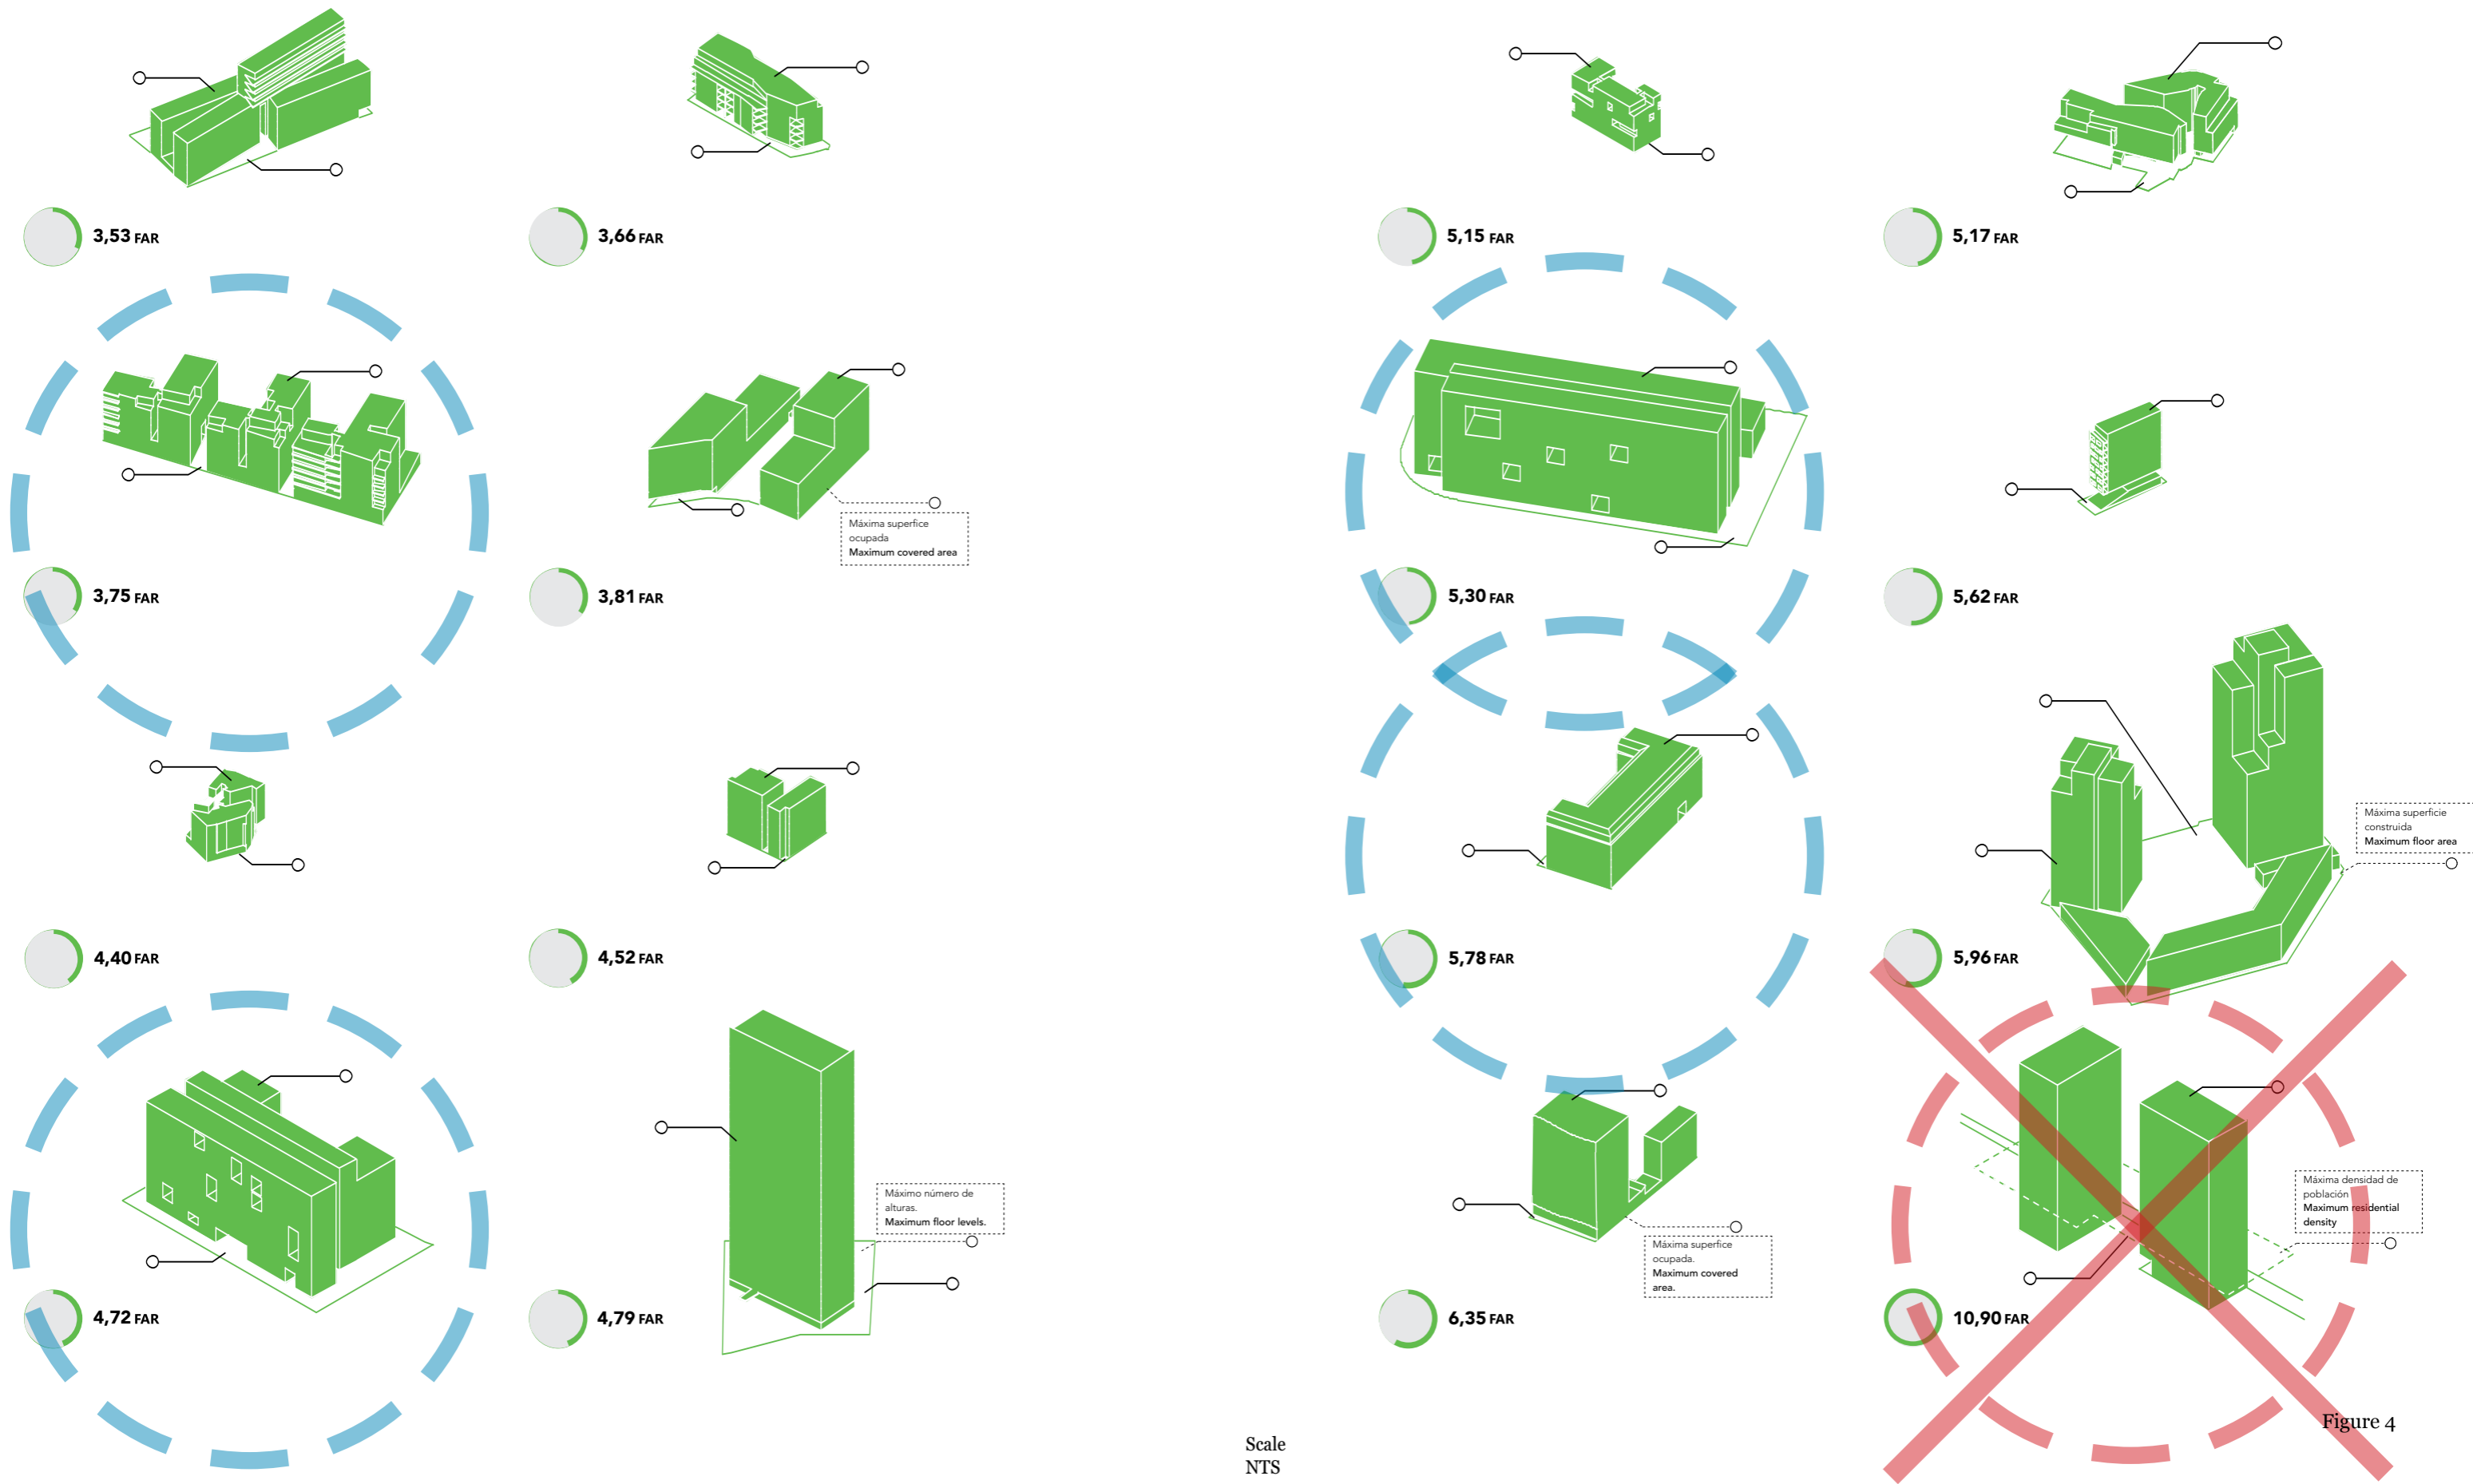 3,53 FAR
3,66 FAR
5,15 FAR
5,17 FAR
Máxima superfice
ocupada
Maximum covered area
3,75 FAR
3,81 FAR
5,30 FAR
5,62 FAR
Máxima superficie
construida
Maximum floor area
4,40 FAR
4,52 FAR
5,78 FAR
5,96 FAR
Máximo número de
alturas.
Maximum floor levels.
Máxima superfice
ocupada.
Maximum covered
area.
Máxima densidad de
población
Maximum residential
density
4,72 FAR
4,79 FAR
6,35 FAR
10,90 FAR
Scale
NTS
Figure 4